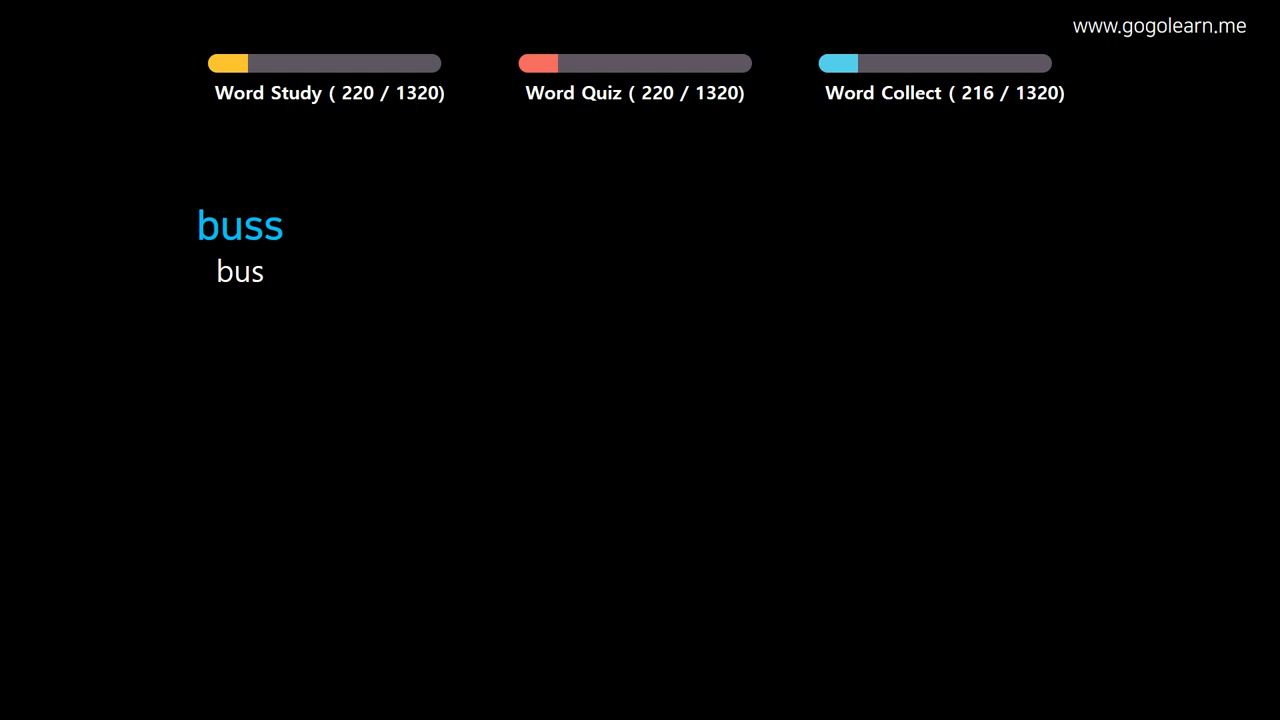 www.gogolearn.me
Word Study ( 220 / 1320)
Word Quiz ( 220 / 1320)
Word Collect ( 216 / 1320)
buss
bus